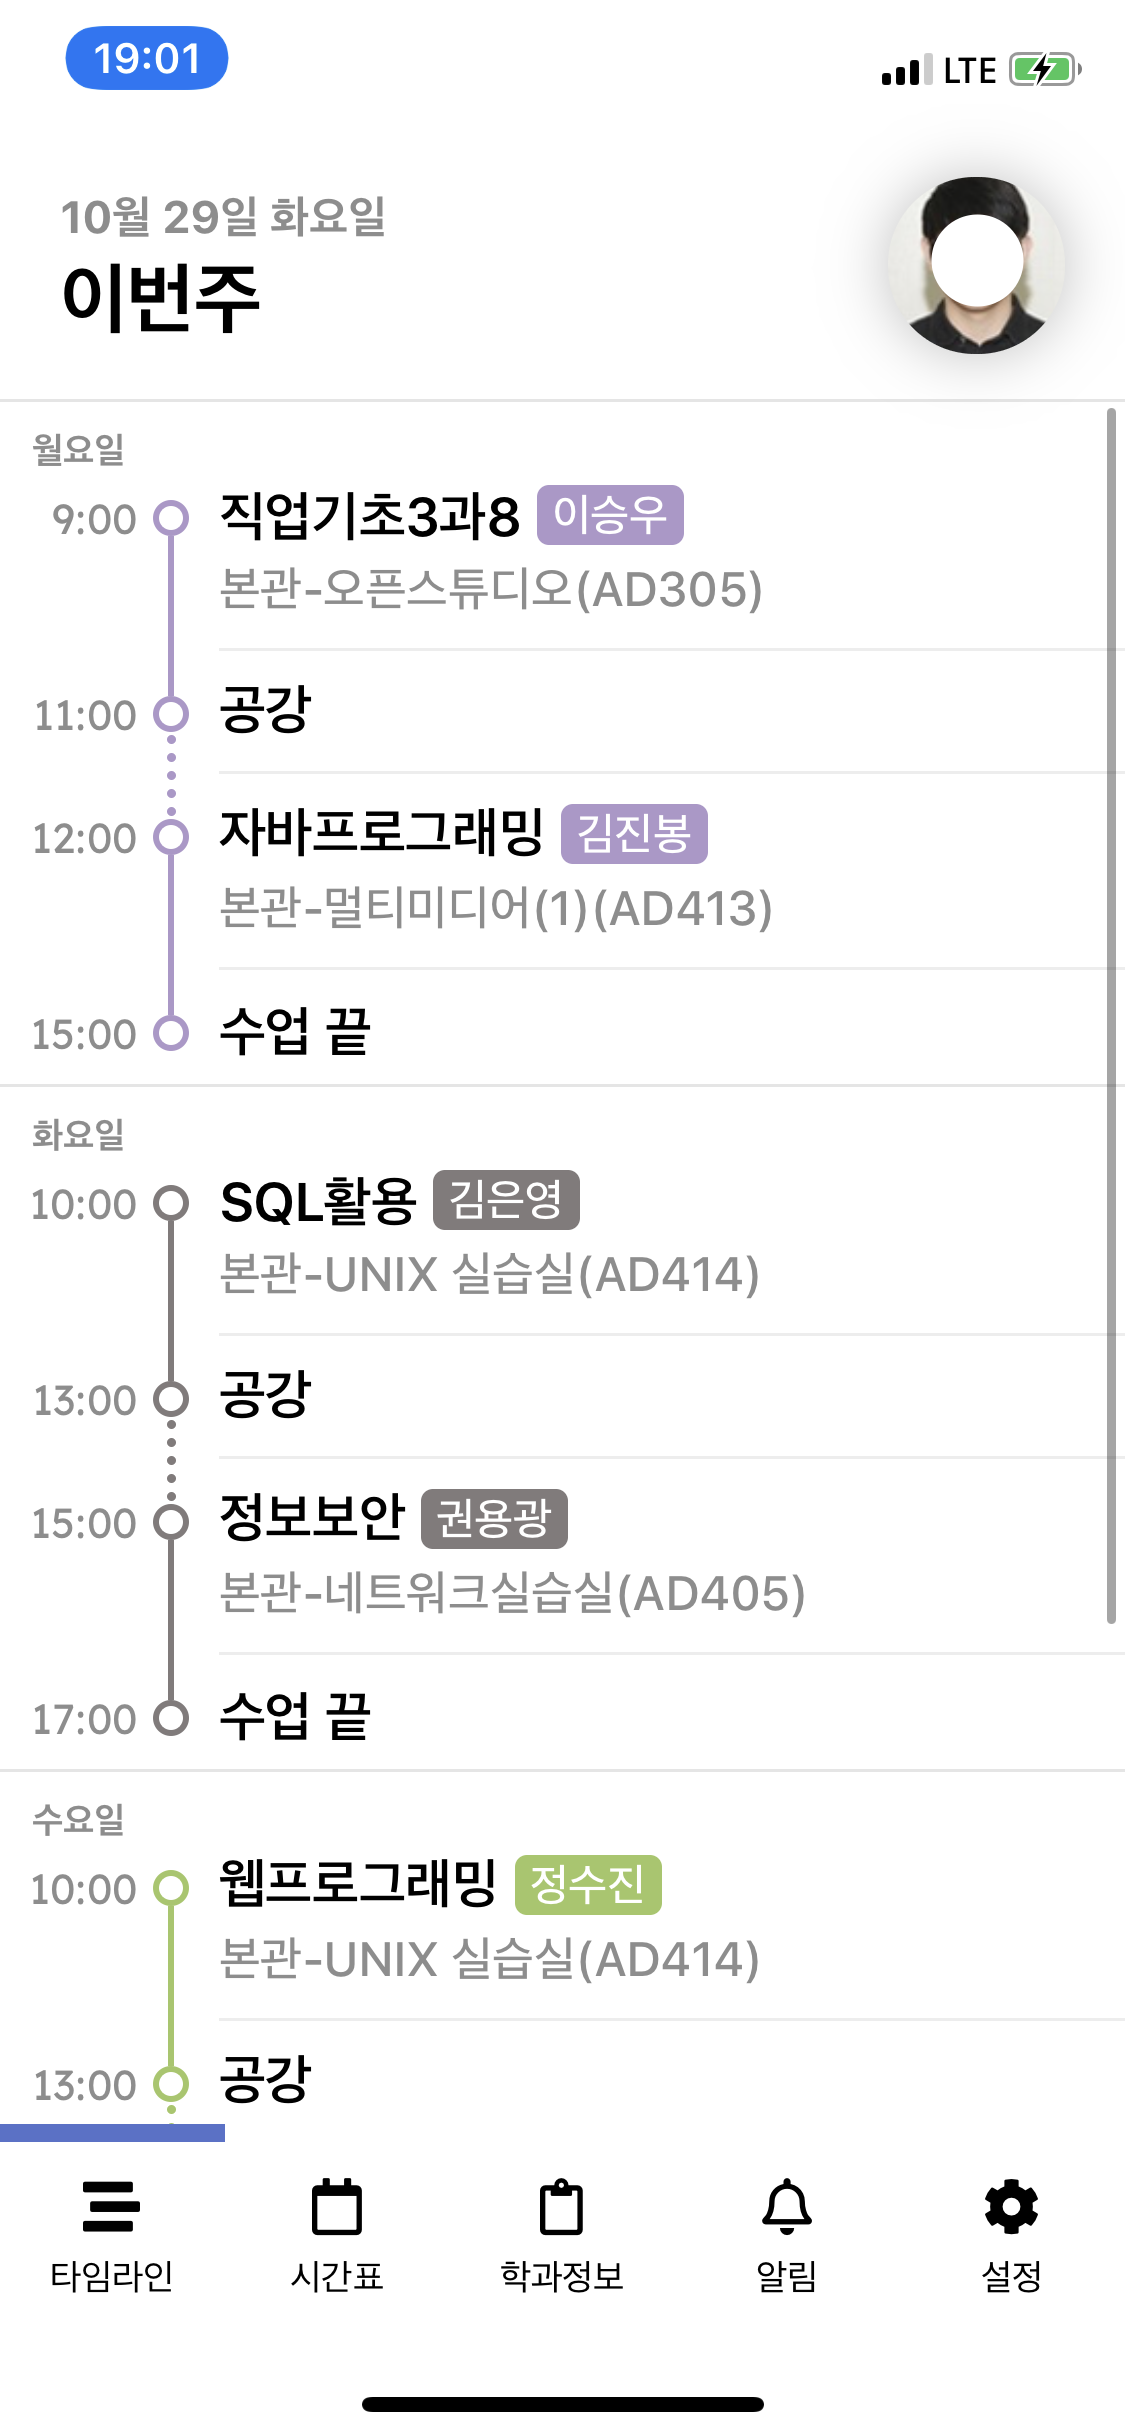 19:01
LTE
10월 29일 화요일
이번주
월요일
9:00 직업기초3과8 이승우
본관-오픈스튜디오(AD305)
11:00 공강
12:00 자바프로그래밍 김진봉
본관-멀티미디어(1)(AD413)
15:00 수업 끝
화요일
10:00 SQL활용 김은영
본관-UNIX 실습실(AD414)
13:00 공강
15:00 정보보안 권용광
본관-네트워크실습실(AD405)
17:00 수업 끝
수요일
10:00 웹프로그래밍 정수진
본관-UNIX 실습실(AD414)
13:00 공강
타임라인 시간표 학과정보 알림 설정